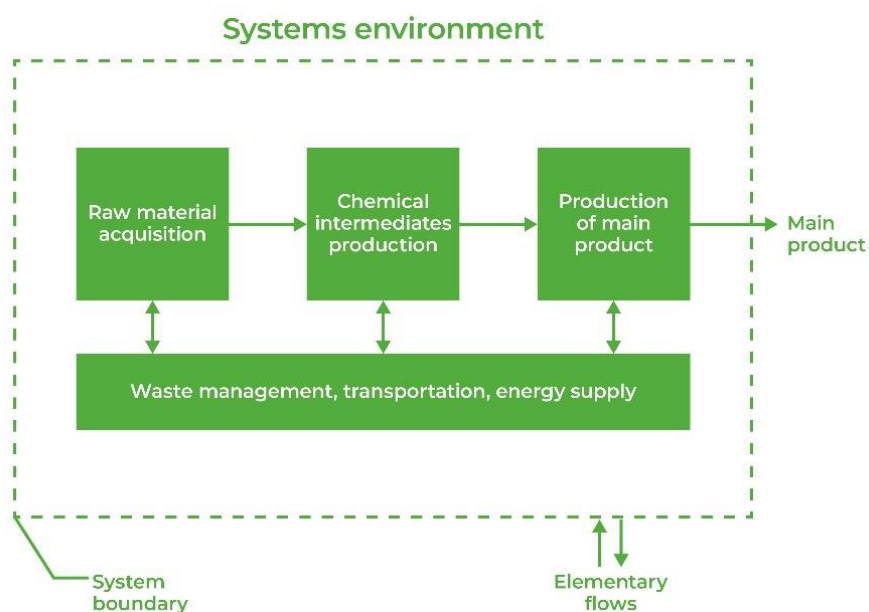 Systems environment
Raw material
acquisition
Chemical
intermediates
production
Production
of main
product
Main
product
Waste management, transportation, energy supply
System
boundary
Elementary
flows